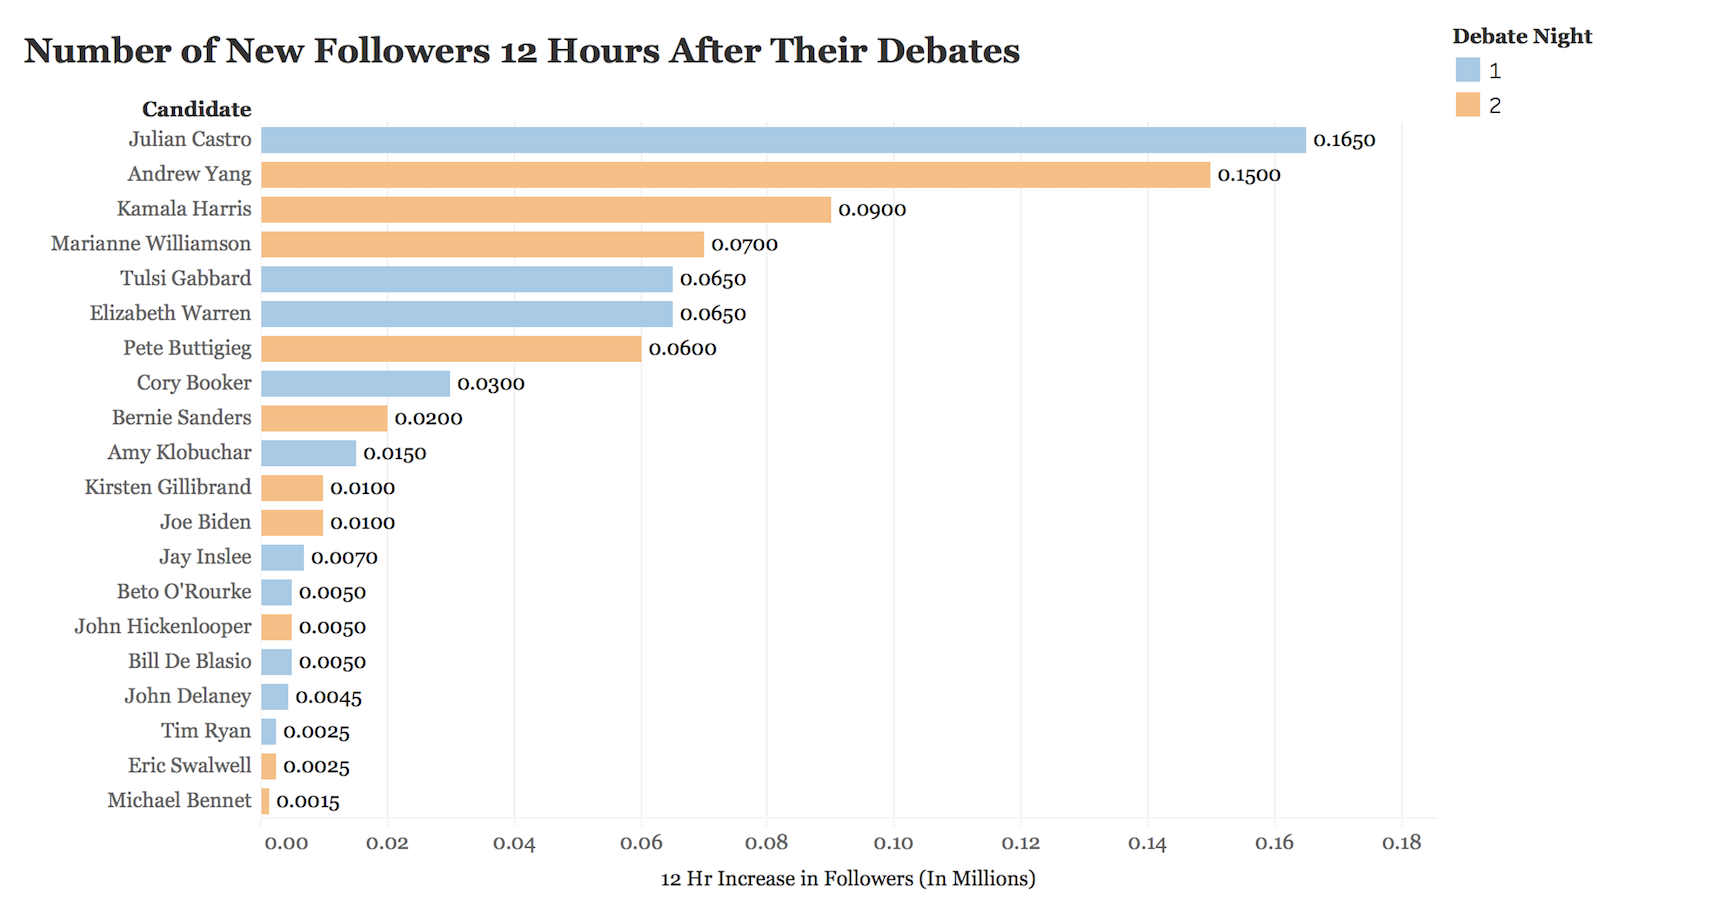 Number of New Followers 12 Hours After Their Debates
Debate Night
1
2
Candidate
Julian Castro 0.1650
Andrew Yang 0.1500
Kamala Harris 0.0900
Marianne Williamson 0.0700
Tulsi Gabbard 0.0650
Elizabeth Warren 0.0650
Pete Buttigieg 0.0600
Cory Booker 0.0300
Bernie Sanders 0.0200
Amy Klobuchar 0.0150
Kirsten Gillibrand 0.0100
Joe Biden 0.0100
Jay Inslee 0.0070
Beto O'Rourke 0.0050
John Hickenlooper 0.0050
Bill De Blasio 0.0050
John Delaney 0.0045
Tim Ryan 0.0025
Eric Swalwell 0.0025
Michael Bennet 0.0015
0.00 0.02 0.04 0.06 0.08 0.10 0.12 0.14 0.16 0.18
12 Hr Increase in Followers (In Millions)